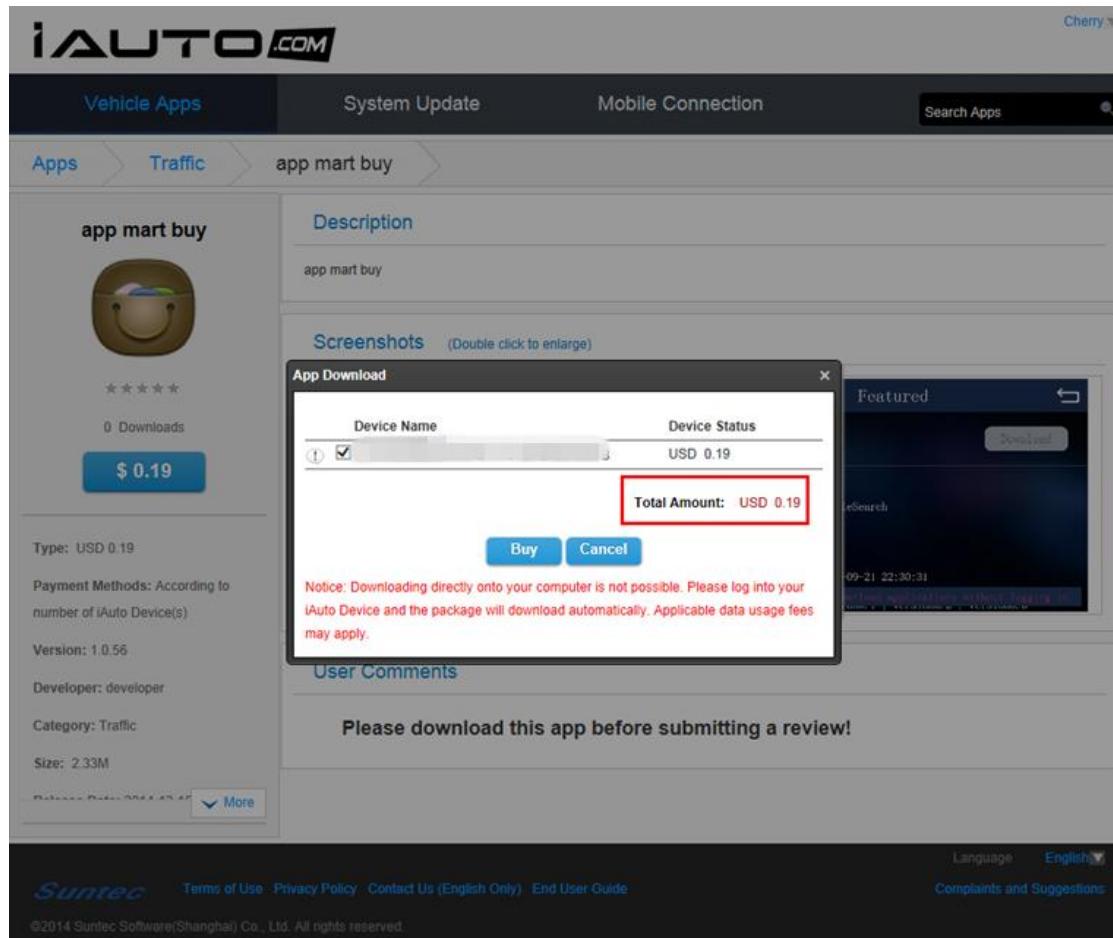 iAUTO.COM
Cherry
Vehicle Apps
System Update
Mobile Connection
Search Apps
Apps
Traffic
app mart buy
app mart buy
0 Downloads
$ 0.19
Type: USD 0.19
Payment Methods: According to
number of iAuto Device(s)
Version: 1.0.56
Developer: developer
Category: Traffic
Size: 2.33M
More
Description
app mart buy
Screenshots (Double click to enlarge)
App Download
×
Device Name
Device Status
USD 0.19
Total Amount: USD 0.19
Buy
Cancel
Notice: Downloading directly onto your computer is not possible. Please log into your
iAuto Device and the package will download automatically. Applicable data usage fees
may apply.
Featured
Download
-09-21 22:30:31
User Comments
Please download this app before submitting a review!
Language English
Suntec
Terms of Use Privacy Policy Contact Us (English Only) End User Guide
Complaints and Suggestions
©2014 Suntec Software(Shanghai) Co., Ltd. All rights reserved.